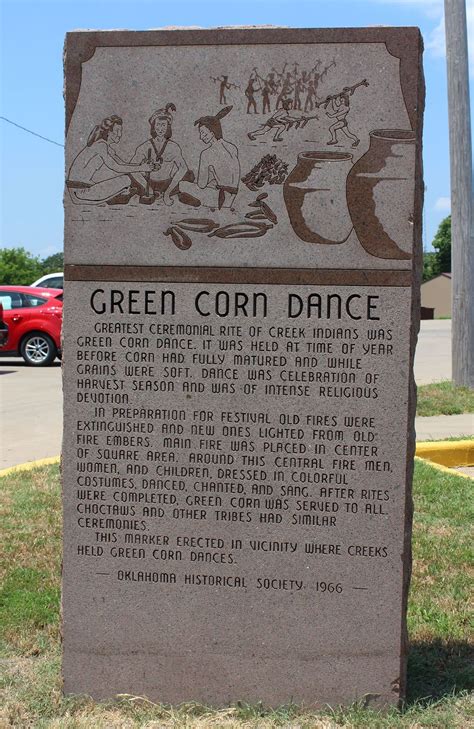 GREEN CORN DANCE
GREATEST CEREMONIAL RITE OF CREEK INDIANS WAS
GREEN CORN DANCE. IT WAS HELD AT TIME OF YEAR
BEFORE CORN HAD FULLY MATURED AND WHILE
GRAINS WERE SOFT. DANCE WAS CELEBRATION OF
HARVEST SEASON AND WAS OF INTENSE RELIGIOUS
DEVOTION.
IN PREPARATION FOR FESTIVAL OLD FIRES WERE
EXTINGUISHED AND NEW ONES LIGHTED FROM OLD
FIRE EMBERS. MAIN FIRE WAS PLACED IN CENTER
OF SQUARE AREA. AROUND THIS CENTRAL FIRE MEN,
WOMEN, AND CHILDREN, DRESSED IN COLORFUL
COSTUMES, DANCED, CHANTED, AND SANG. AFTER RITES
WERE COMPLETED, GREEN CORN WAS SERVED TO ALL.
CHOCTAWS AND OTHER TRIBES HAD SIMILAR
CEREMONIES.
THIS MARKER ERECTED IN VICINITY WHERE CREEKS
HELD GREEN CORN DANCES.
— OKLAHOMA HISTORICAL SOCIETY, 1966 —